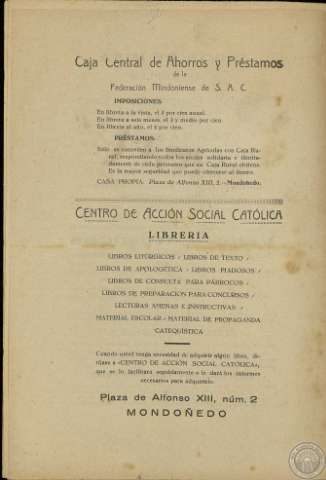 Caja Central de Ahorros y Préstamos
de la
Federación Mindoniense de S. A. C.
IMPOSICIONES
En libreta a la vista, el 3 por cien anual.
En libreta a seis meses, el 3 y medio por cien.
En libreta al año, el 4 por cien.
PRÉSTAMOS
Sólo se conceden a los Sindicatos Agrícolas con Caja Ru-
ral, respondiendo todos los socios solidaria e ilimita-
damente de cada préstamo que su Caja Rural obtiene.
Es la mayor seguridad que puede ofrecerse al dinero.
CASA PROPIA. Plaza de Alfonso XIII, 2.-Mondoñedo.
CENTRO DE ACCIÓN SOCIAL CATÓLICA
LIBRERIA
LIBROS LITÚRGICOS / LIBROS DE TEXTO /
LIBROS DE APOLOGÉTICA / LIBROS PIADOSOS /
LIBROS DE CONSULTA PARA PÁRROCOS /
LIBROS DE PREPARACIÓN PARA CONCURSOS /
LECTURAS AMENAS E INSTRUCTIVAS /
MATERIAL ESCOLAR / MATERIAL DE PROPAGANDA
CATEQUÍSTICA
Cuando usted tenga necesidad de adquirir algún libro, di-
ríjase a «CENTRO DE ACCIÓN SOCIAL CATÓLICA»,
que se lo facilitará seguidamente o le dará los informes
necesarios para adquirirlo.
Plaza de Alfonso XIII, núm. 2
MONDOÑEDO